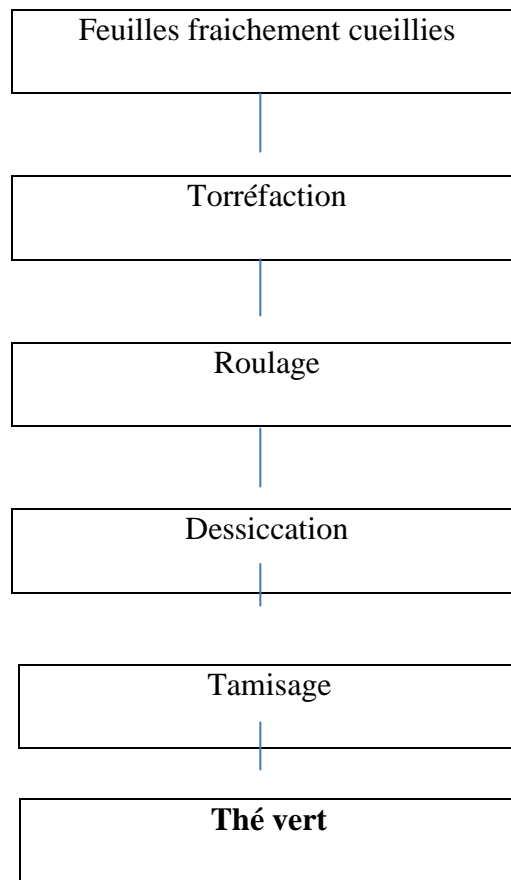 Feuilles fraichement cueillies
Torréfaction
Roulage
Dessiccation
Tamisage
Thé vert